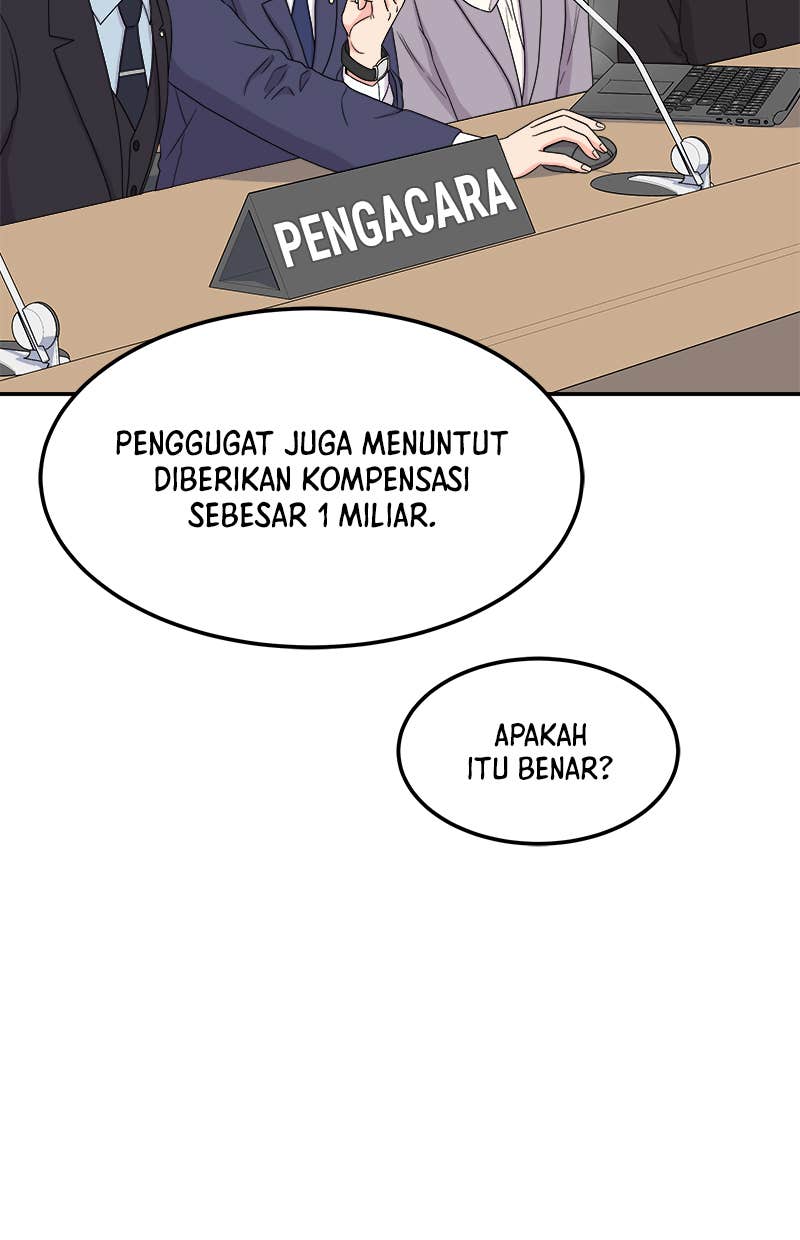 PENGACARA
PENGGUGAT JUGA MENUNTUT
DIBERIKAN KOMPENSASI
SEBESAR 1 MILIAR.
APAKAH
ITU BENAR?